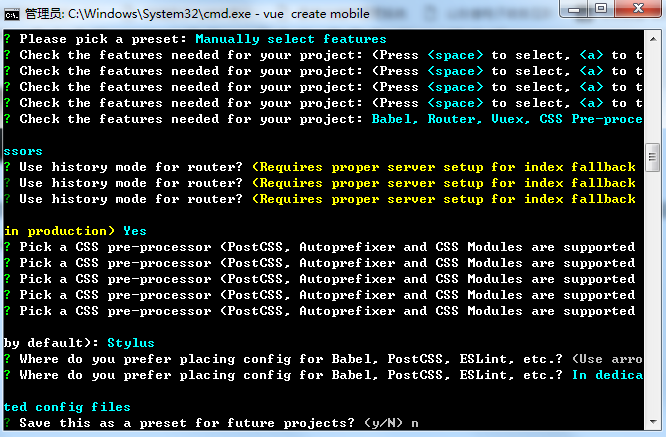 管理员: C:\Windows\System32\cmd.exe - vue  create mobile
? Please pick a preset: Manually select features
? Check the features needed for your project: (Press <space> to select, <a> to t
? Check the features needed for your project: (Press <space> to select, <a> to t
? Check the features needed for your project: (Press <space> to select, <a> to t
? Check the features needed for your project: (Press <space> to select, <a> to t
? Check the features needed for your project: Babel, Router, Vuex, CSS Pre-proce
ssors
? Use history mode for router? (Requires proper server setup for index fallback
? Use history mode for router? (Requires proper server setup for index fallback
? Use history mode for router? (Requires proper server setup for index fallback
in production) Yes
? Pick a CSS pre-processor (PostCSS, Autoprefixer and CSS Modules are supported
? Pick a CSS pre-processor (PostCSS, Autoprefixer and CSS Modules are supported
? Pick a CSS pre-processor (PostCSS, Autoprefixer and CSS Modules are supported
? Pick a CSS pre-processor (PostCSS, Autoprefixer and CSS Modules are supported
? Pick a CSS pre-processor (PostCSS, Autoprefixer and CSS Modules are supported
by default): Stylus
? Where do you prefer placing config for Babel, PostCSS, ESLint, etc.? (Use arro
? Where do you prefer placing config for Babel, PostCSS, ESLint, etc.? In dedica
ted config files
? Save this as a preset for future projects? (y/N) n